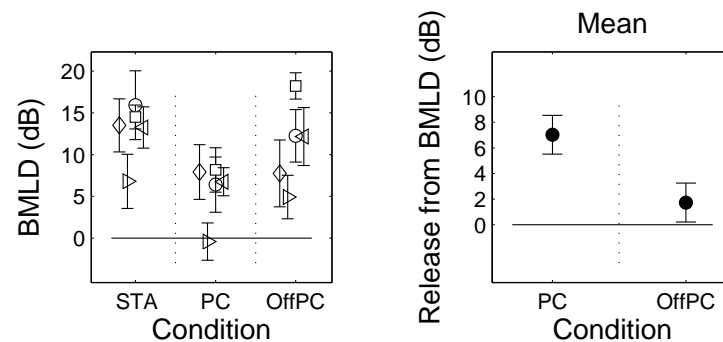 BMLD (dB)
20
15
10
5
0
STA PC OffPC
Condition
Mean
Release from BMLD (dB)
10
8
6
4
2
0
PC OffPC
Condition